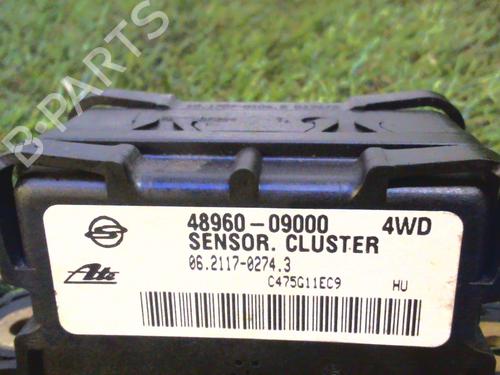 B-PARTS
48960-09000 4WD
SENSOR. CLUSTER
06.2117-0274.3
C475G11EC9 HU
Ate